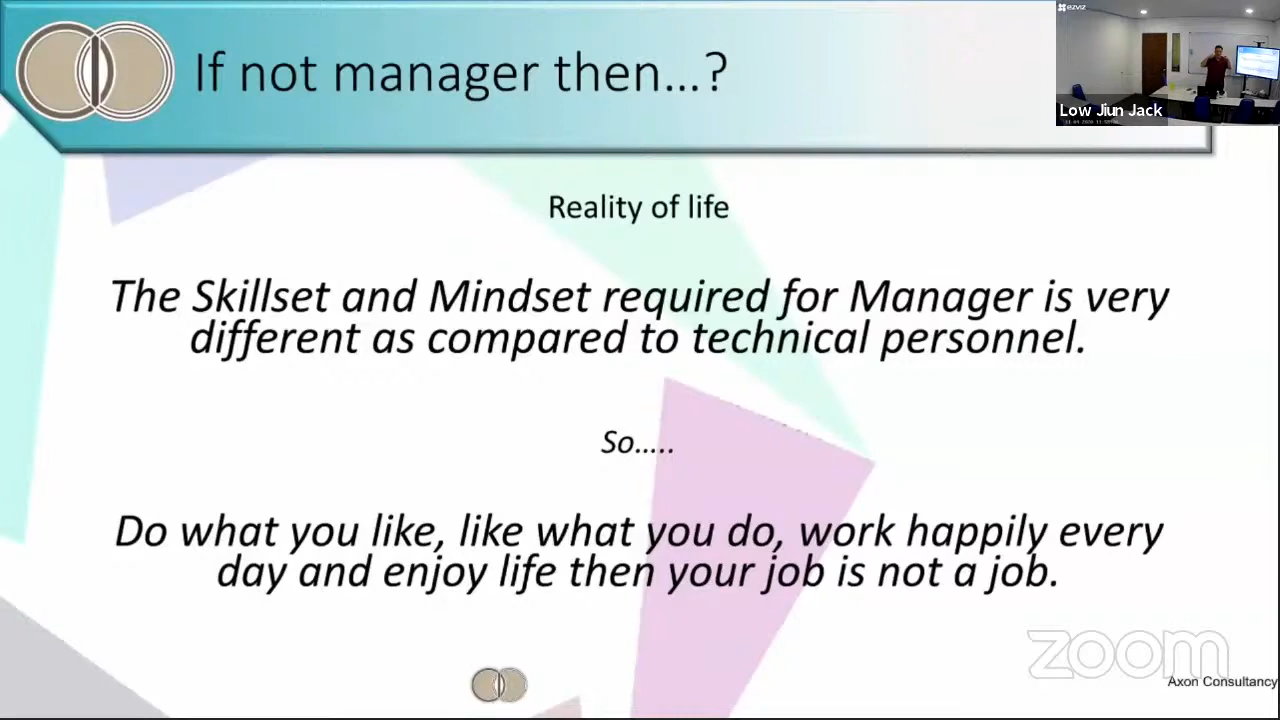 If not manager then...?
ezviz
Low Jiun Jack
Reality of life
The Skillset and Mindset required for Manager is very
different as compared to technical personnel.
So.....
Do what you like, like what you do, work happily every
day and enjoy life then your job is not a job.
zoom
Axon Consultancy